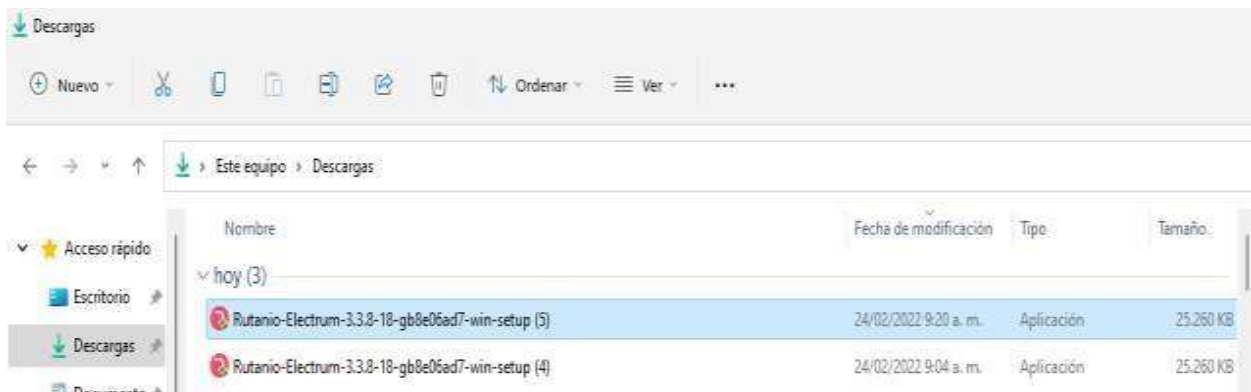 Descargas
Nuevo Ordenar Ver ...
Este equipo > Descargas
Nombre Fecha de modificación Tipo Tamaño
Acceso rápido
hoy (3)
Escritorio
Rutanio-Electrum-3.3.8-18-gb8e06ad7-win-setup (5) 24/02/2022 9:20 a. m. Aplicación 25.260 KB
Descargas
Rutanio-Electrum-3.3.8-18-gb8e06ad7-win-setup (4) 24/02/2022 9:04 a. m. Aplicación 25.260 KB